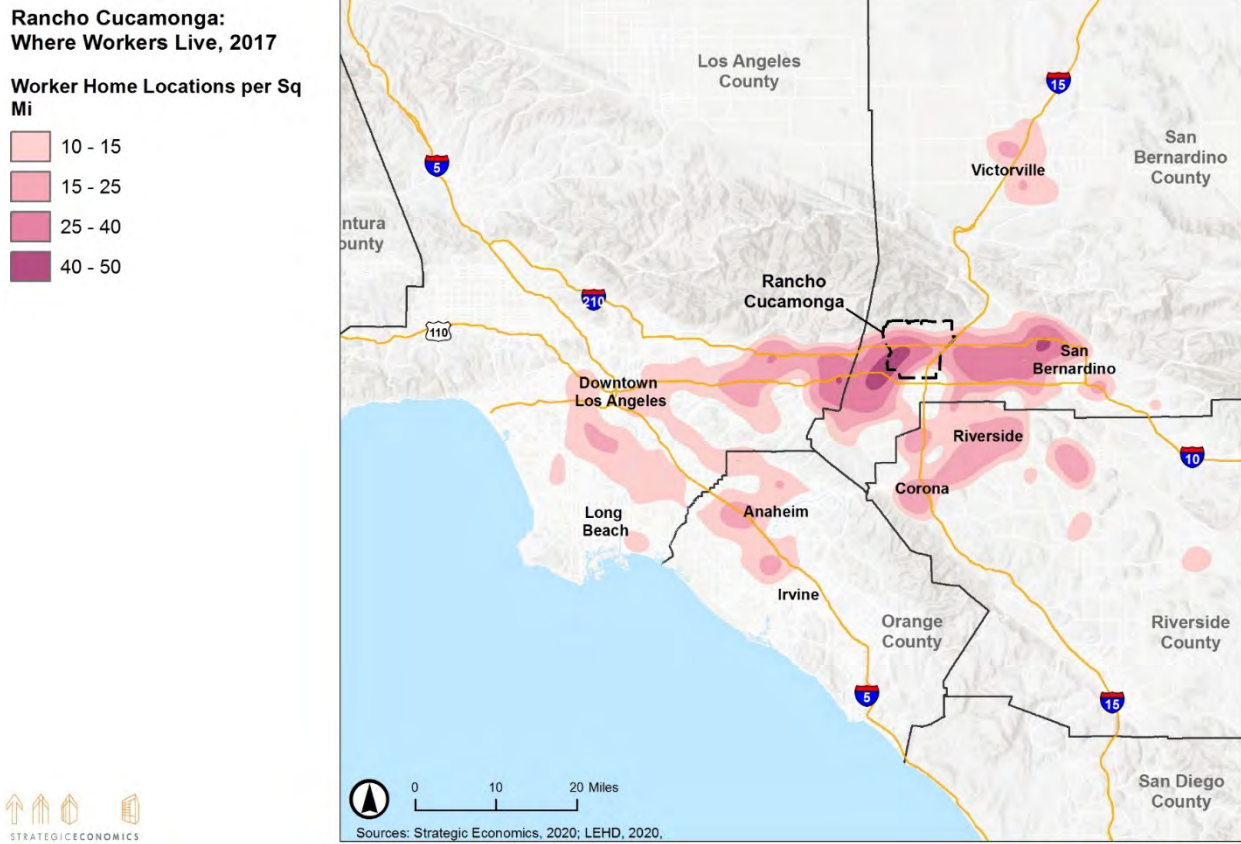 Rancho Cucamonga:
Where Workers Live, 2017
Worker Home Locations per Sq
Mi
10 - 15
15 - 25
25 - 40
40 - 50
STRATEGICECONOMICS
Los Angeles
County
15
San
Bernardino
County
Victorville
5
ntura
ounty
210
Rancho
Cucamonga
110
San
Bernardino
Downtown
Los Angeles
Riverside
10
Corona
Long
Beach
Anaheim
Irvine
Orange
County
Riverside
County
5
15
San Diego
County
0 10 20 Miles
Sources: Strategic Economics, 2020; LEHD, 2020,